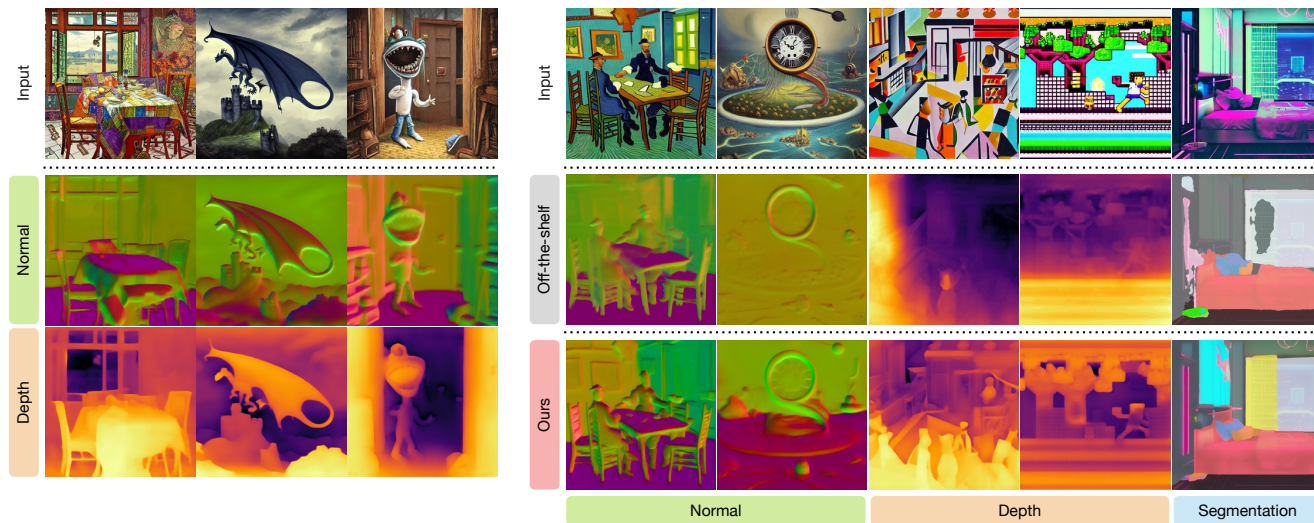 Input
Normal
Depth
Input
Off-the-shelf
Ours
Normal
Depth
Segmentation